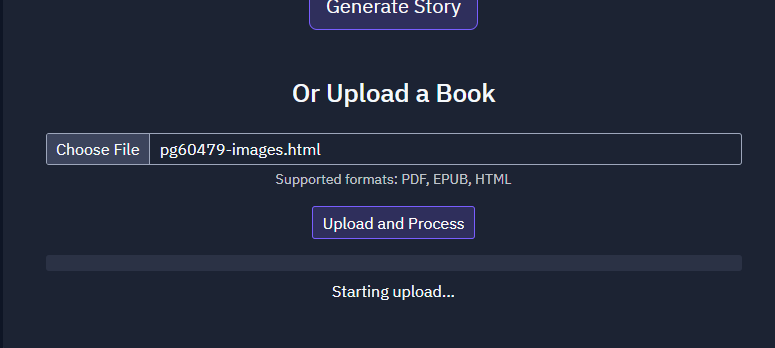 Generate Story
Or Upload a Book
Choose File pg60479-images.html
Supported formats: PDF, EPUB, HTML
Upload and Process
Starting upload...